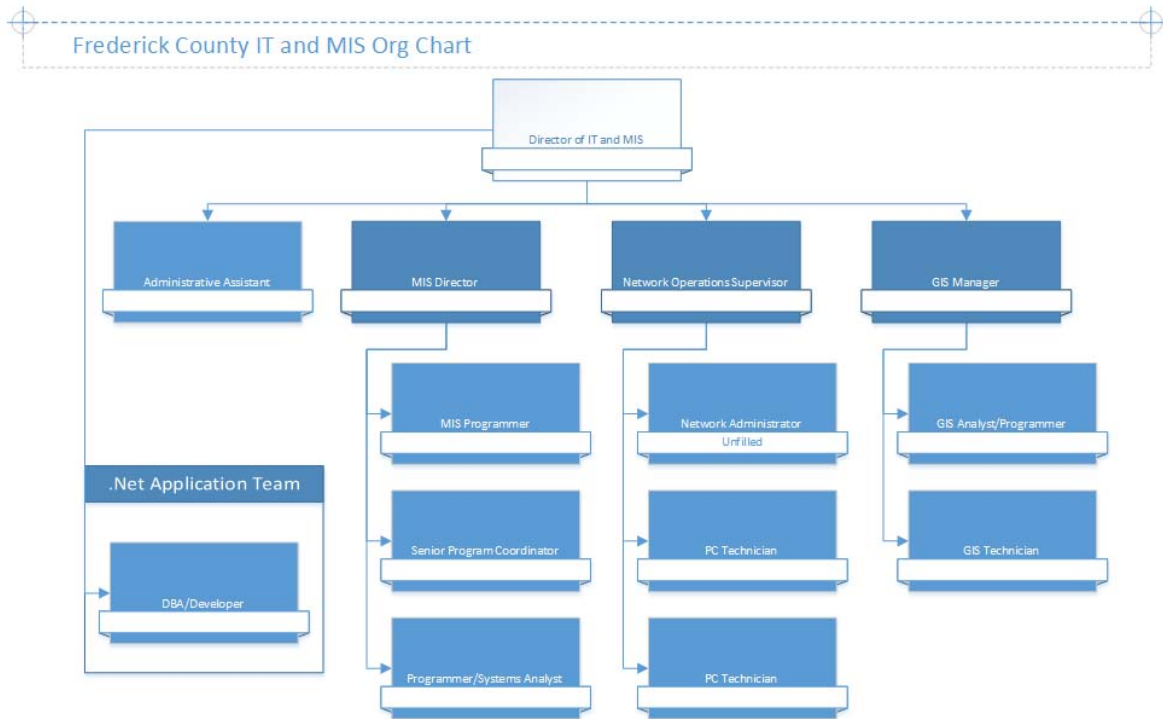 Frederick County IT and MIS Org Chart
Director of IT and MIS
Administrative Assistant
MIS Director
Network Operations Supervisor
GIS Manager
MIS Programmer
Network Administrator
Unfilled
GIS Analyst/Programmer
.Net Application Team
Senior Program Coordinator
PC Technician
GIS Technician
DBA/Developer
Programmer/Systems Analyst
PC Technician